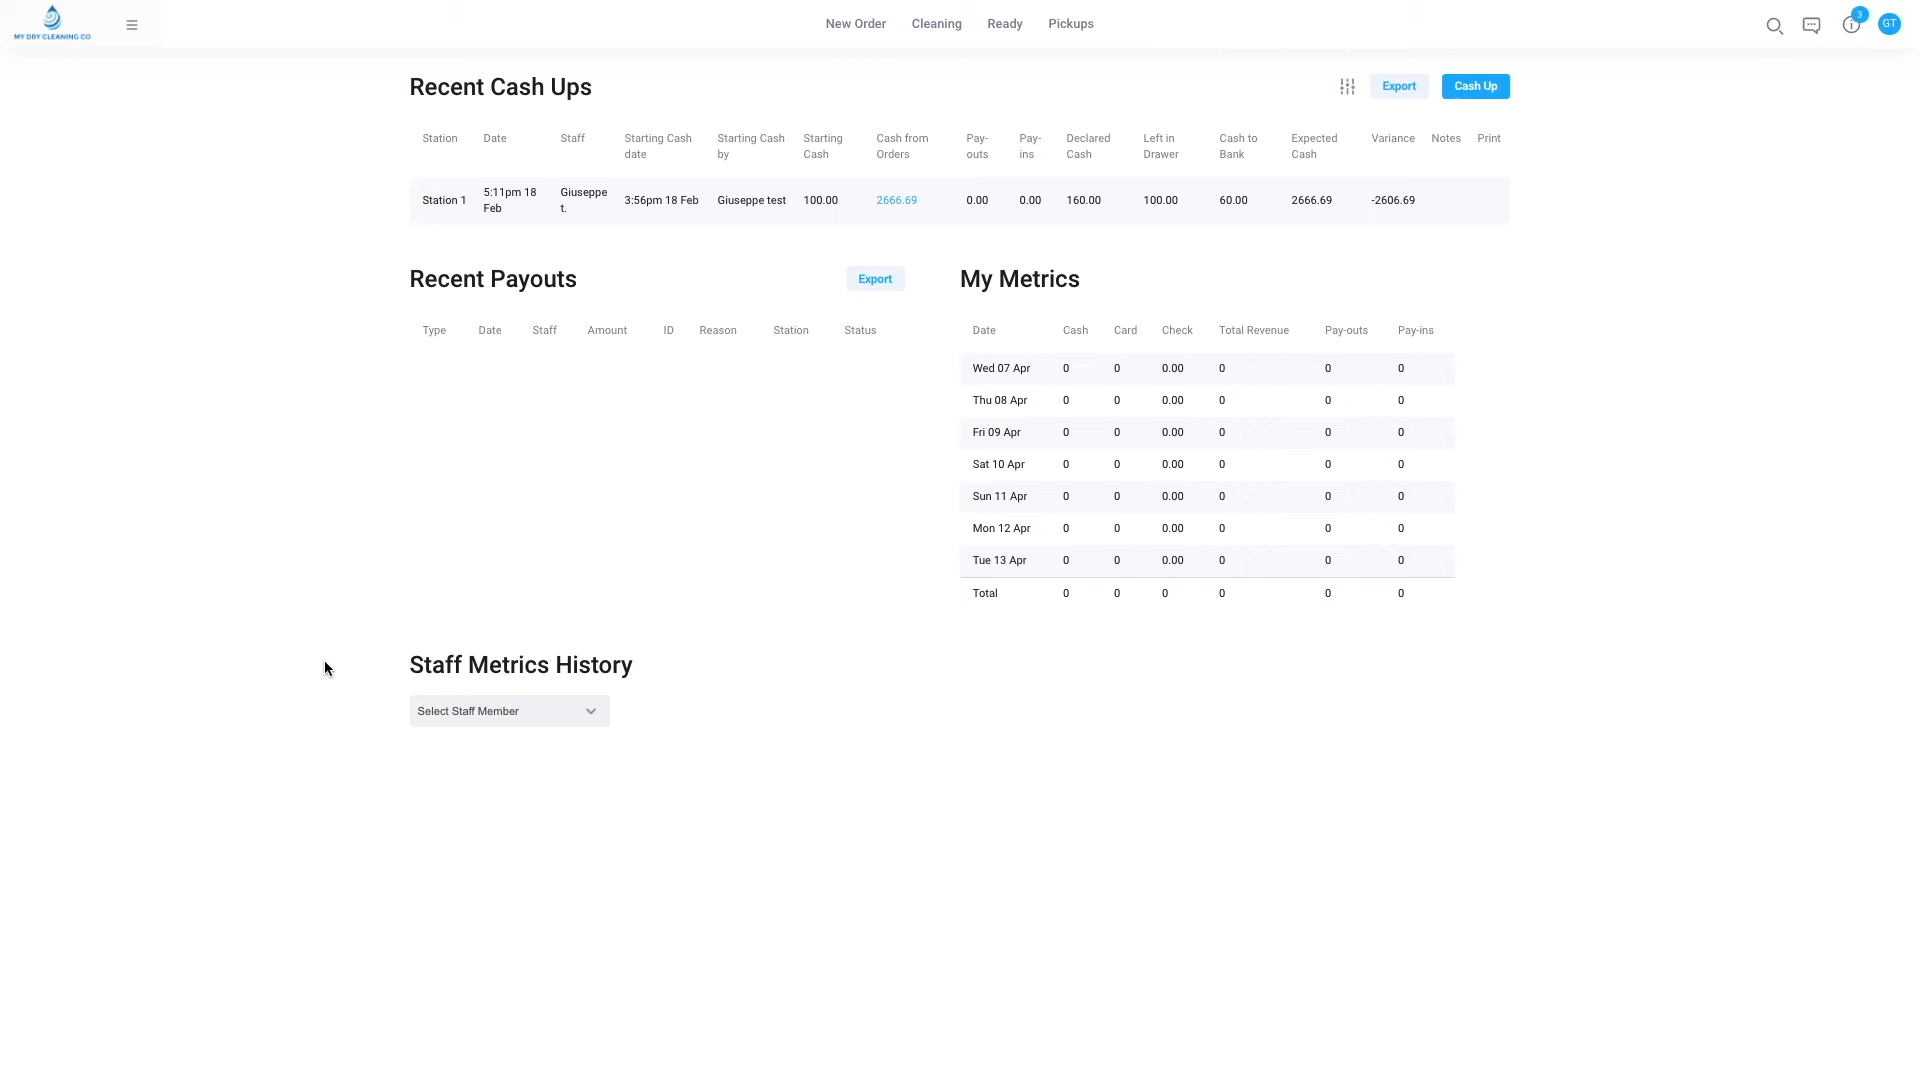 MY DRY CLEANING CO
New Order Cleaning Ready Pickups
3
GT
Recent Cash Ups
Export Cash Up
Station Date Staff Starting Cash date Starting Cash by Starting Cash Cash from Orders Pay-outs Pay-ins Declared Cash Left in Drawer Cash to Bank Expected Cash Variance Notes Print
Station 1 5:11pm 18 Feb Giuseppe t. 3:56pm 18 Feb Giuseppe test 100.00 2666.69 0.00 0.00 160.00 100.00 60.00 2666.69 -2606.69
Recent Payouts
Export
Type Date Staff Amount ID Reason Station Status
My Metrics
Date Cash Card Check Total Revenue Pay-outs Pay-ins
Wed 07 Apr 0 0 0.00 0 0 0
Thu 08 Apr 0 0 0.00 0 0 0
Fri 09 Apr 0 0 0.00 0 0 0
Sat 10 Apr 0 0 0.00 0 0 0
Sun 11 Apr 0 0 0.00 0 0 0
Mon 12 Apr 0 0 0.00 0 0 0
Tue 13 Apr 0 0 0.00 0 0 0
Total 0 0 0 0 0 0
Staff Metrics History
Select Staff Member